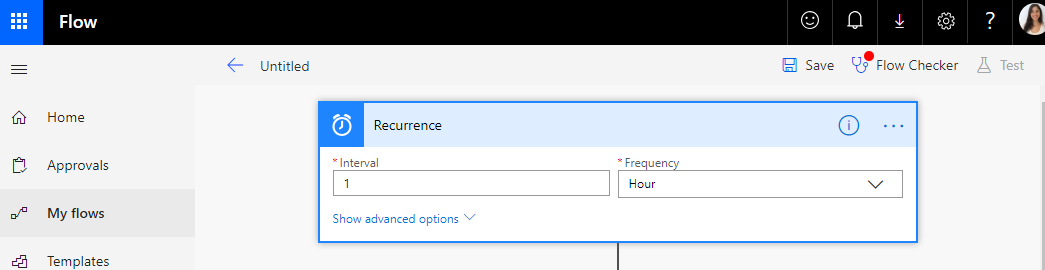 Flow
?
Untitled
Save
Flow Checker
Test
Home
Approvals
My flows
Templates
Recurrence
i
...
* Interval
* Frequency
1
Hour
Show advanced options